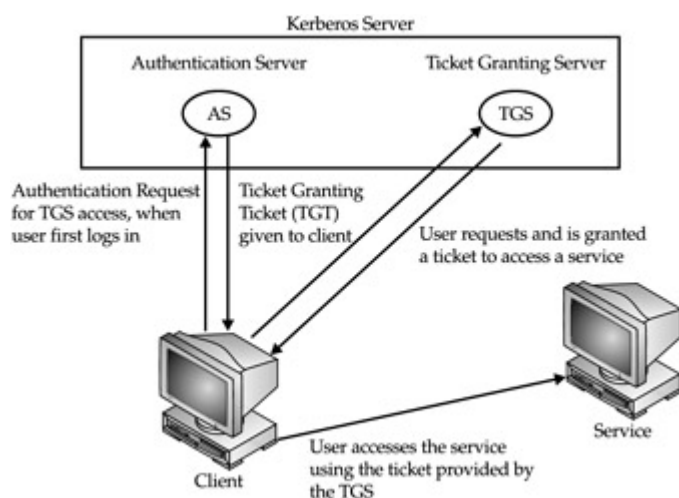 Kerberos Server
Authentication Server
Ticket Granting Server
AS
TGS
Authentication Request
for TGS access, when
user first logs in
Ticket Granting
Ticket (TGT)
given to client
User requests and is granted
a ticket to access a service
Service
User accesses the service
using the ticket provided by
the TGS
Client